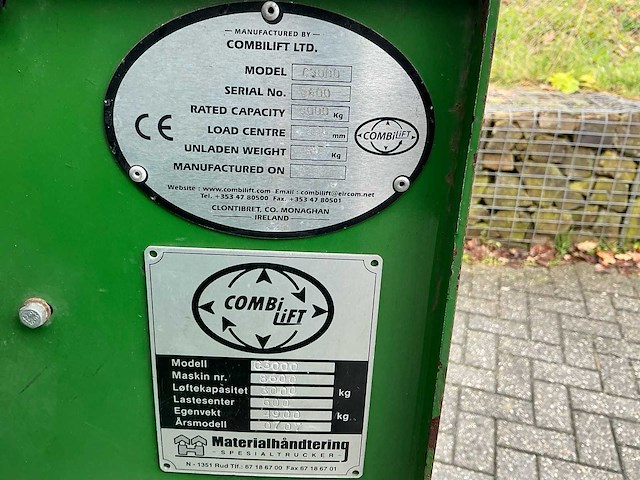 MANUFACTURED BY
COMBILIFT LTD.
MODEL
SERIAL No.
RATED CAPACITY Kg
LOAD CENTRE mm
UNLADEN WEIGHT Kg
MANUFACTURED ON
CE
COMBiLiFT
Website : www.combilift.com Email : combilift@eircom.net
Tel. +353 47 80500 Fax. +353 47 80501
CLONTIBRET, CO. MONAGHAN
IRELAND
COMBi
LiFT
Modell C3000
Maskin nr.
Løftekapasitet 3000 kg
Lastesenter 600
Egenvekt kg
Årsmodell
Materialhåndtering
- SPESIALTRUCKER -
N - 1351 Rud Tlf.: 67 18 67 00 Fax 67 18 67 01